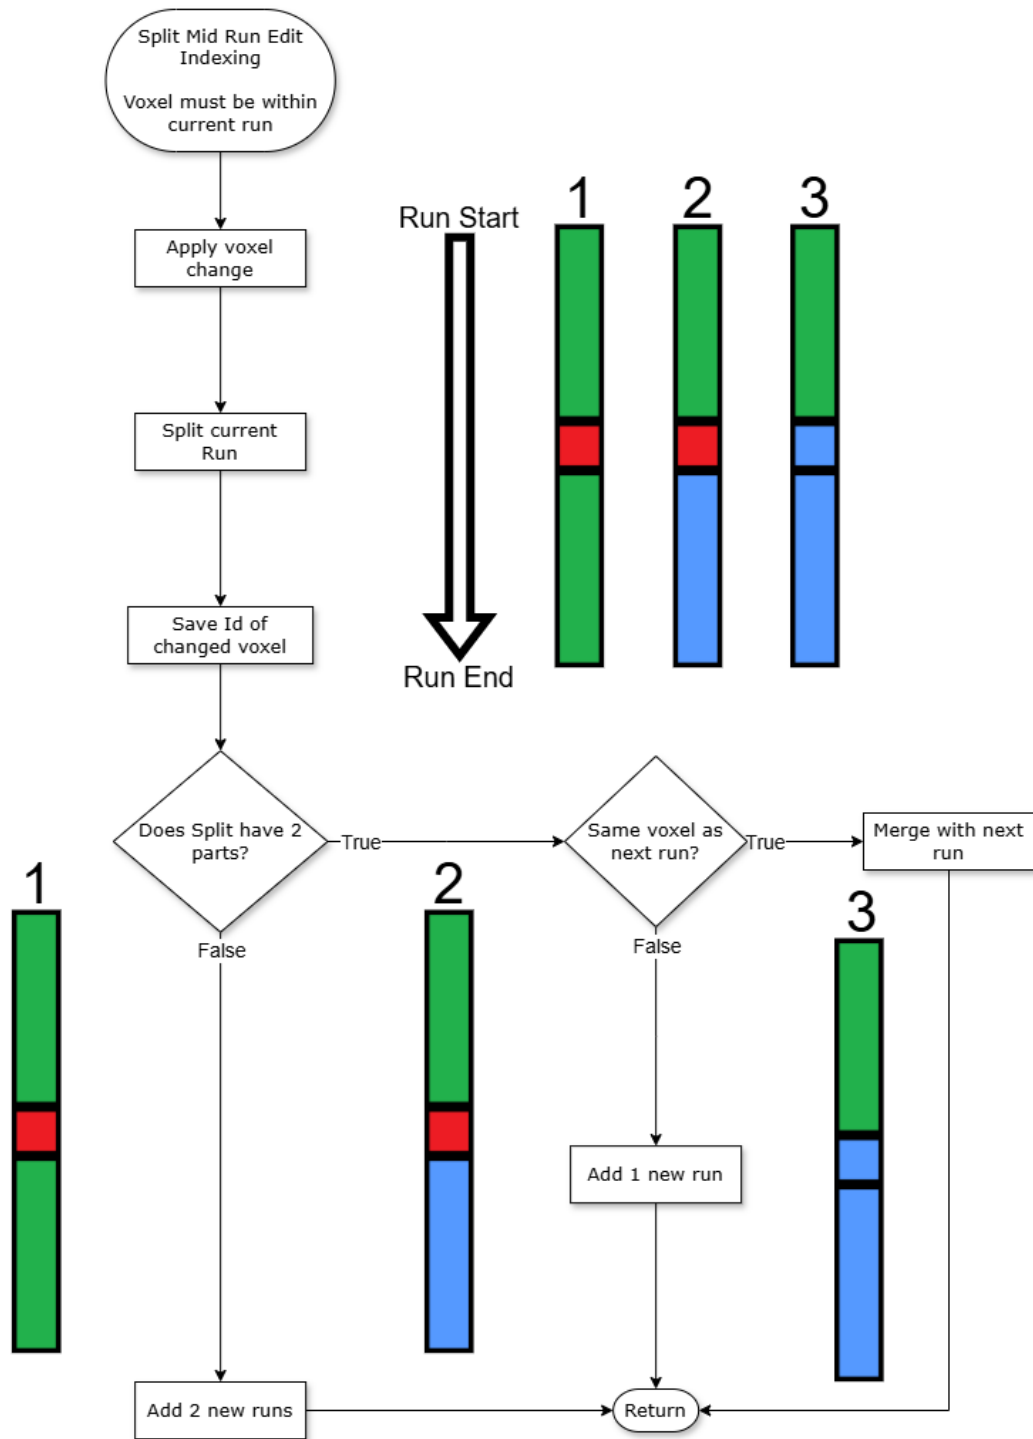 Split Mid Run Edit
Indexing
Voxel must be within
current run
Apply voxel
change
Run Start
1
2
3
Split current
Run
Save Id of
changed voxel
Run End
Does Split have 2
parts?
True
Same voxel as
next run?
True
Merge with next
run
1
2
3
False
False
Add 1 new run
Add 2 new runs
Return